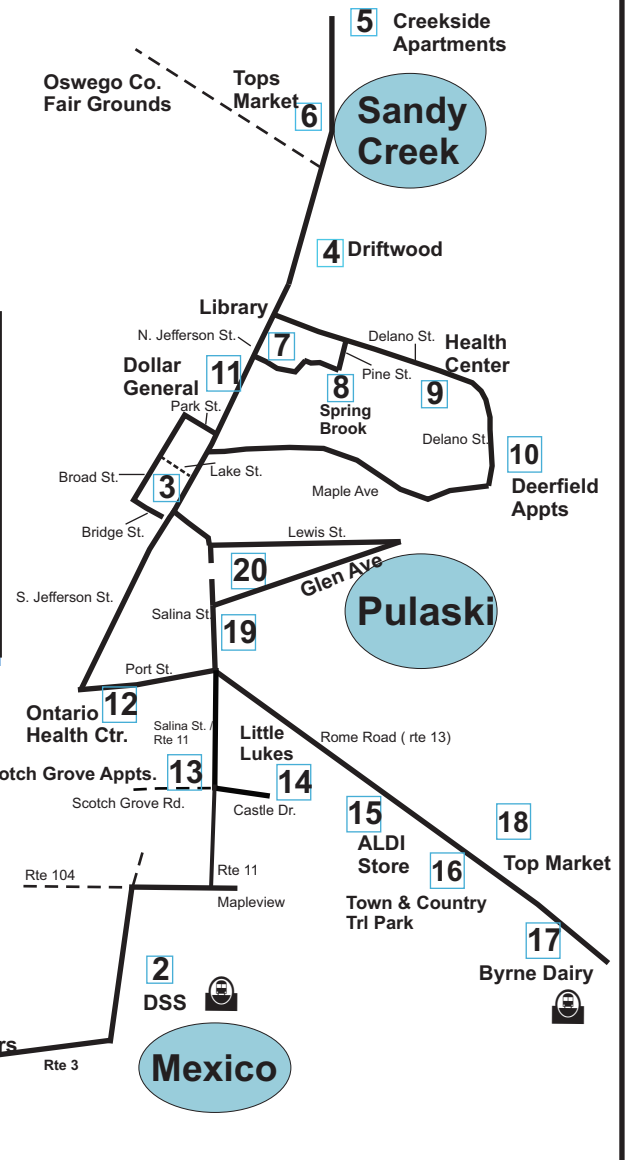 5
Creekside
Apartments
Oswego Co.
Fair Grounds
Tops
Market
6
Sandy
Creek
4
Driftwood
Library
N. Jefferson St.
7
Delano St.
Health
Center
Dollar
General
11
Pine St.
8
9
Park St.
Spring
Brook
Delano St.
10
Broad St.
3
Lake St.
Maple Ave
Deerfield
Appts
Bridge St.
Lewis St.
20
Glen Ave
S. Jefferson St.
Salina St.
19
Pulaski
Port St.
12
Ontario
Health Ctr.
Salina St. /
Rte 11
Little
Lukes
Rome Road ( rte 13)
otch Grove Appts.
13
14
Scotch Grove Rd.
Castle Dr.
15
ALDI
Store
18
16
Top Market
Rte 104
Rte 11
Mapleview
Town & Country
Trl Park
17
2
DSS
Byrne Dairy
rs
Rte 3
Mexico